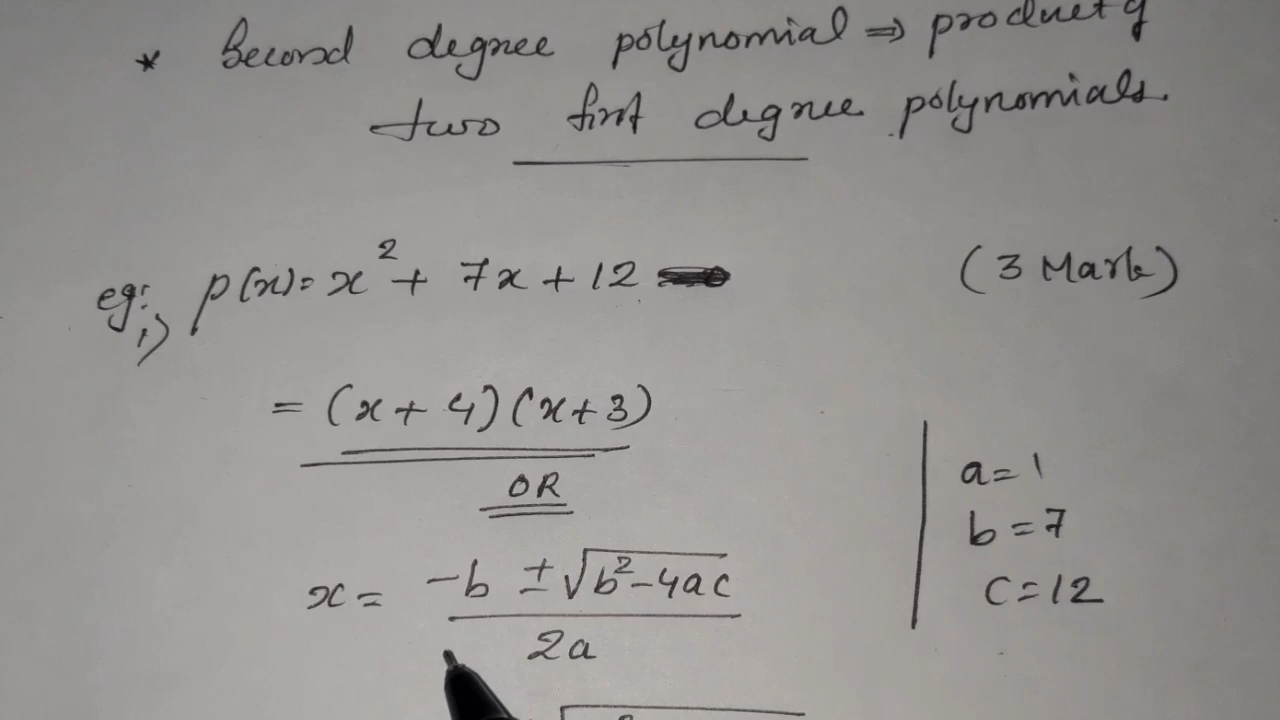 * Second degree polynomial ⇒ product of
two first degree polynomials.
eg:, 1) p(x)= x² + 7x + 12
(3 Mark)
= (x + 4) (x+3)
OR
x = -b ± √b²-4ac
2a
a=1
b=7
c=12